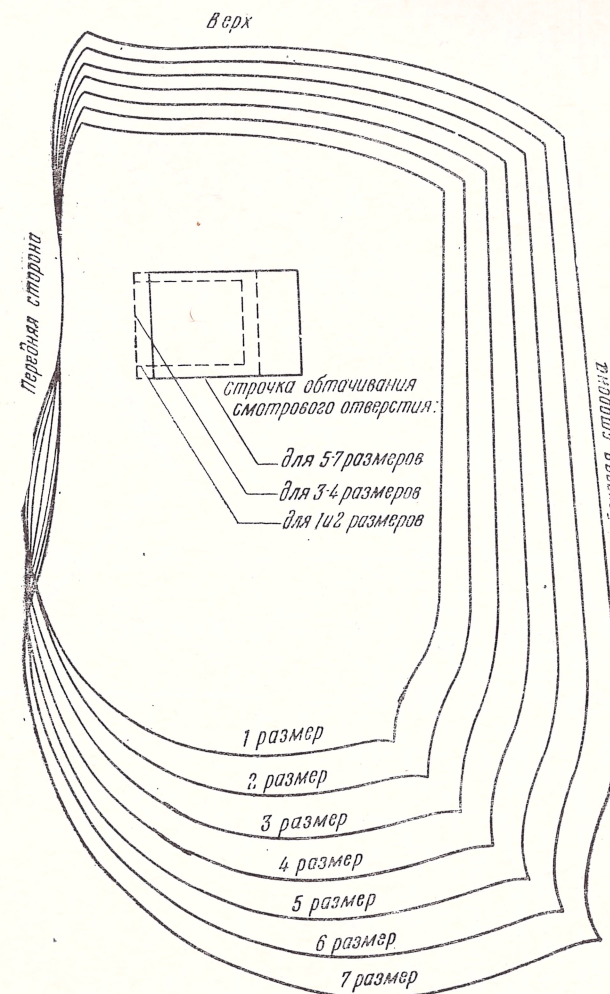 Верх
Передняя сторона
строчка обтачивания
смотрового отверстия:
для 5-7 размеров
для 3-4 размеров
для 1и2 размеров
сторона
1 размер
2 размер
3 размер
4 размер
5 размер
6 размер
7 размер